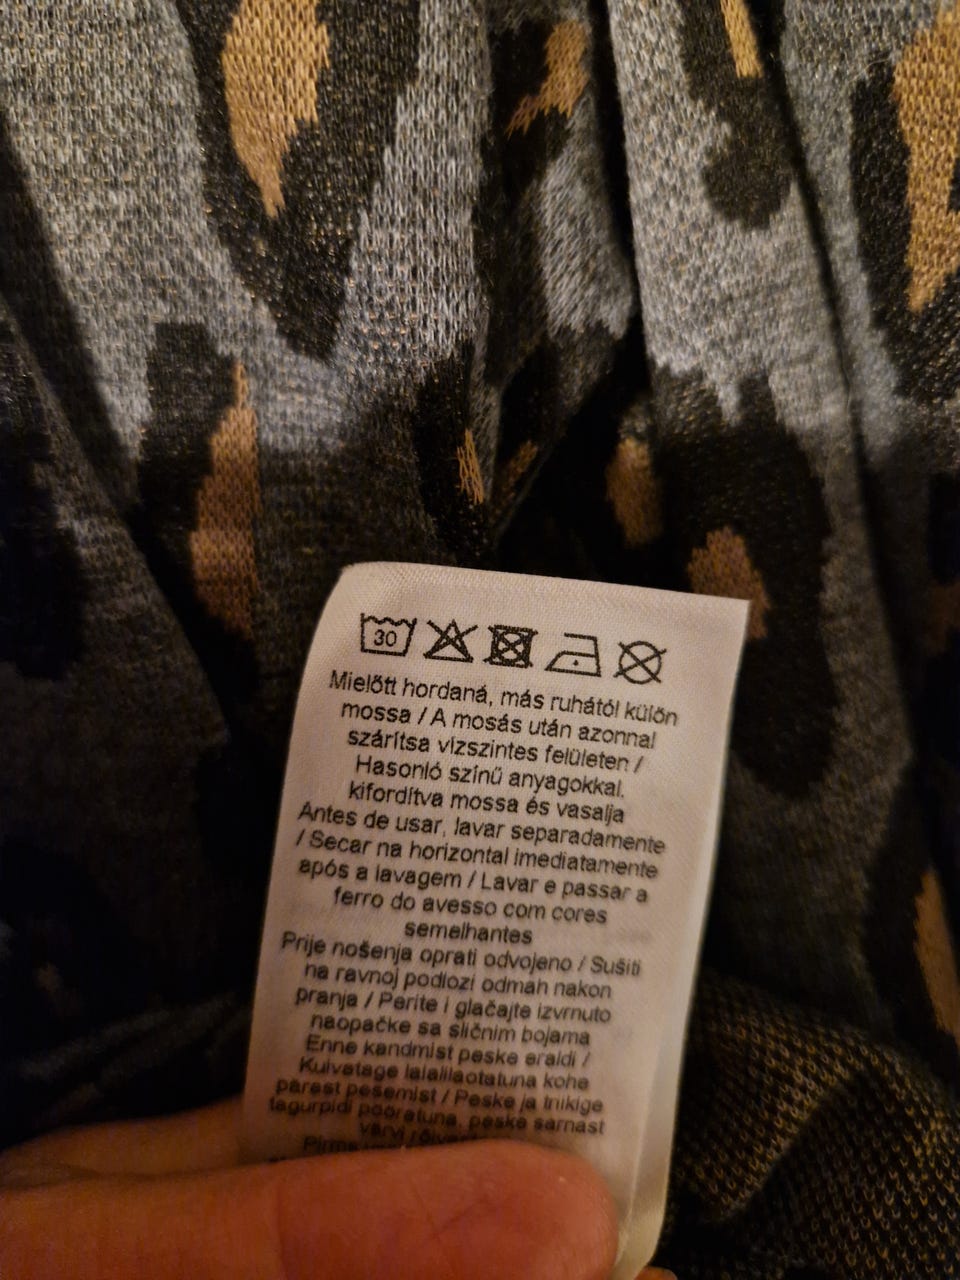 30
Mielőtt hordaná, más ruhától külön
mossa / A mosás után azonnal
szárítsa vízszintes felületen /
Hasonló színű anyagokkal,
kifordítva mossa és vasalja
Antes de usar, lavar separadamente
/ Secar na horizontal imediatamente
após a lavagem / Lavar e passar a
ferro do avesso com cores
semelhantes
Prije nošenja oprati odvojeno / Sušiti
na ravnoj podlozi odmah nakon
pranja / Perite i glačajte izvrnuto
naopačke sa sličnim bojama
Enne kandmist peske eraldi /
Kuivatage laialilaotatuna kohe
pärast pesemist / Peske ja triikige
tagurpidi pööratuna, peske sarnast
värvi
Pirms